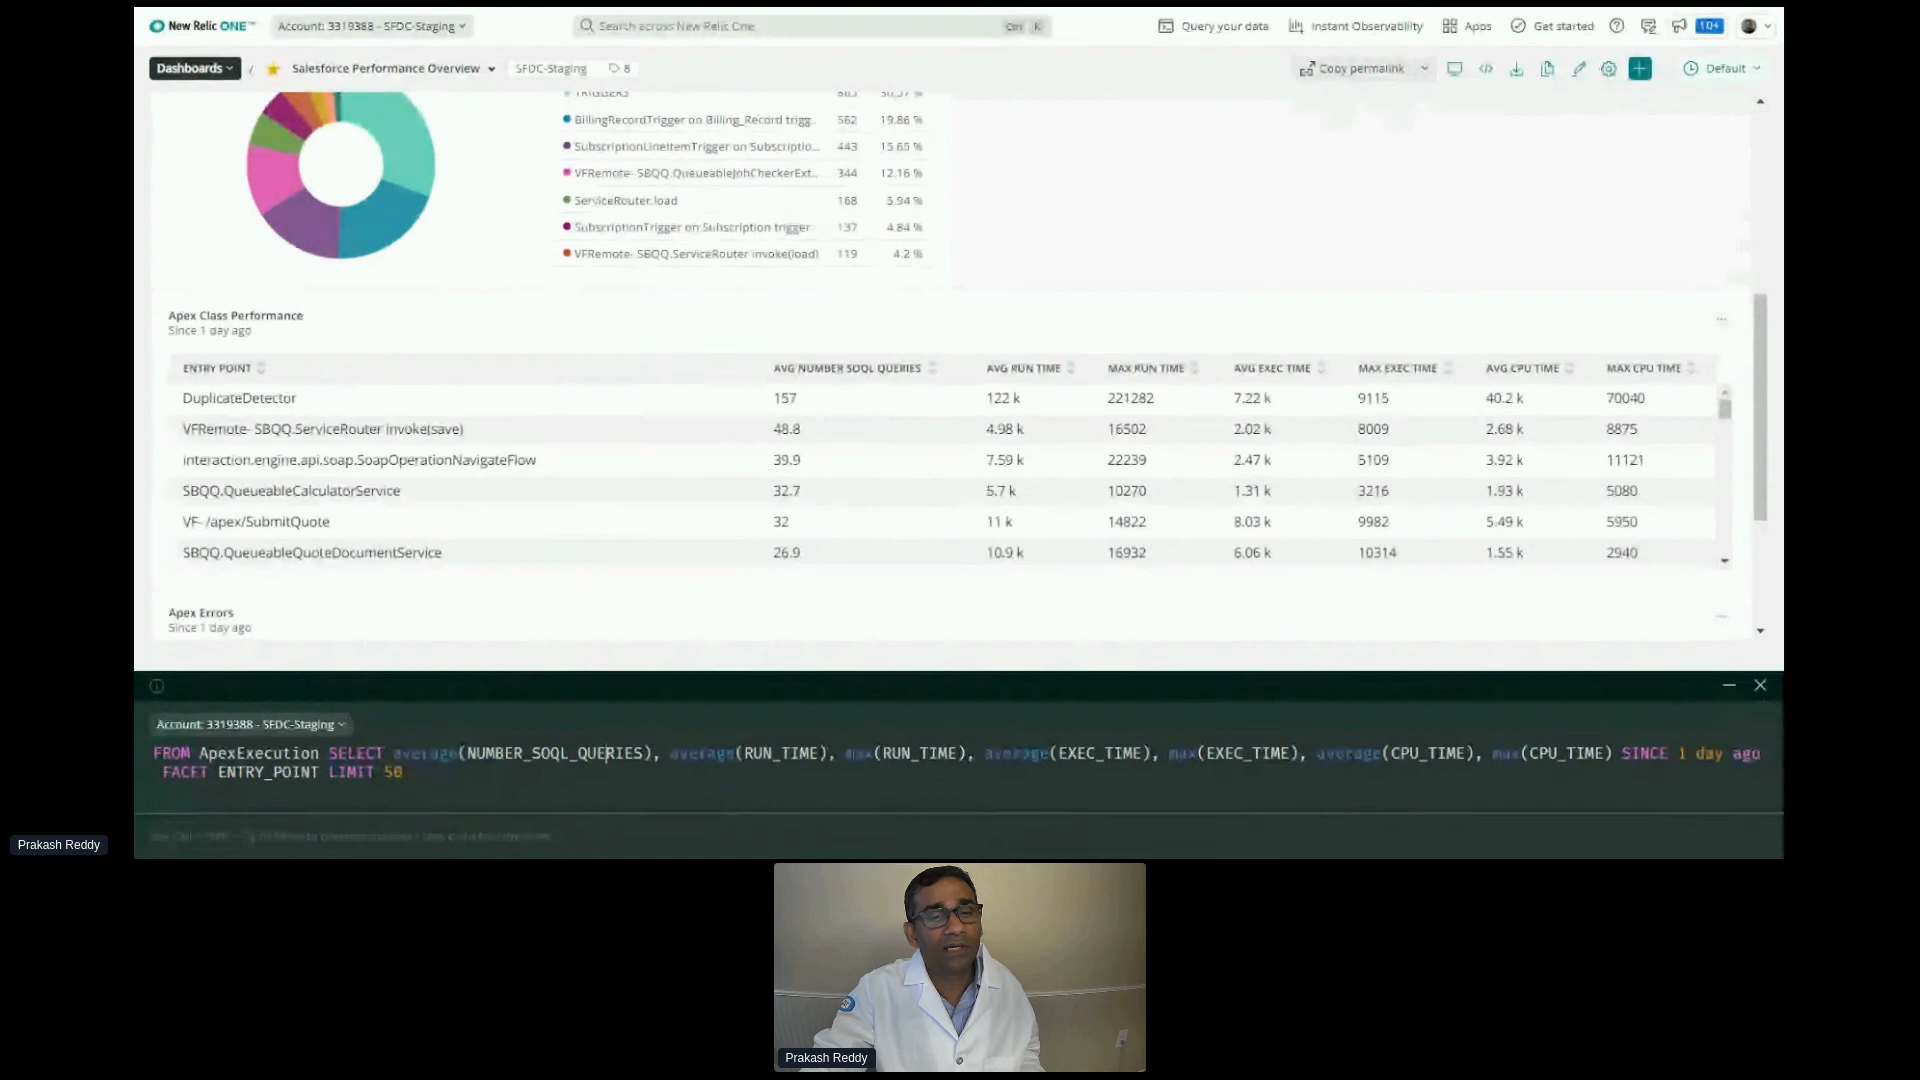 New Relic ONE™
Account: 3319388 - SFDC-Staging
Search across New Relic One
Ctrl K
Query your data
Instant Observability
Apps
Get started
10+
Dashboards
/
Salesforce Performance Overview
SFDC-Staging
8
Copy permalink
Default
TRIGGERS
BillingRecordTrigger on Billing_Record trigg... 562 19.86 %
SubscriptionLineItemTrigger on Subscriptio... 443 15.65 %
VFRemote- SBQQ.QueueableJobCheckerExt... 344 12.16 %
ServiceRouter.load 168 5.94 %
SubscriptionTrigger on Subscription trigger 137 4.84 %
VFRemote- SBQQ.ServiceRouter invoke(load) 119 4.2 %
Apex Class Performance
Since 1 day ago
ENTRY POINT AVG NUMBER SOQL QUERIES AVG RUN TIME MAX RUN TIME AVG EXEC TIME MAX EXEC TIME AVG CPU TIME MAX CPU TIME
DuplicateDetector 157 122 k 221282 7.22 k 9115 40.2 k 70040
VFRemote- SBQQ.ServiceRouter invoke(save) 48.8 4.98 k 16502 2.02 k 8009 2.68 k 8875
interaction.engine.api.soap.SoapOperationNavigateFlow 39.9 7.59 k 22239 2.47 k 5109 3.92 k 11121
SBQQ.QueueableCalculatorService 32.7 5.7 k 10270 1.31 k 3216 1.93 k 5080
VF- /apex/SubmitQuote 32 11 k 14822 8.03 k 9982 5.49 k 5950
SBQQ.QueueableQuoteDocumentService 26.9 10.9 k 16932 6.06 k 10314 1.55 k 2940
Apex Errors
Since 1 day ago
Account: 3319388 - SFDC-Staging
FROM ApexExecution SELECT average(NUMBER_SOQL_QUERIES), average(RUN_TIME), max(RUN_TIME), average(EXEC_TIME), max(EXEC_TIME), average(CPU_TIME), max(CPU_TIME) SINCE 1 day ago
FACET ENTRY_POINT LIMIT 50
Prakash Reddy
Prakash Reddy